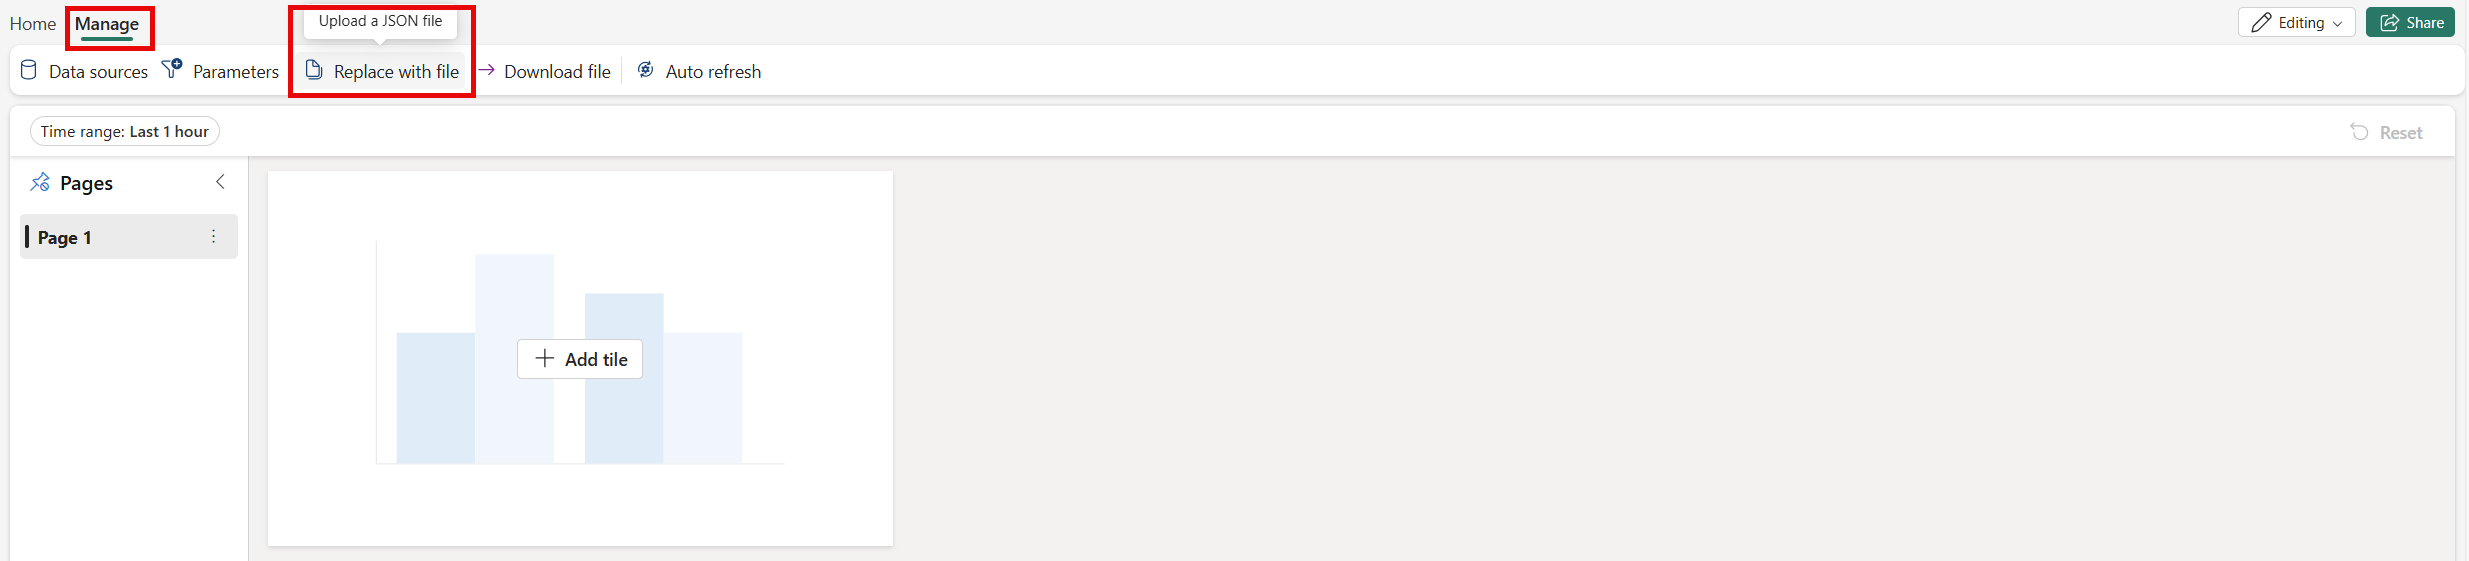 Home Manage Upload a JSON file Editing Share
Data sources Parameters Replace with file Download file Auto refresh
Time range: Last 1 hour Reset
Pages
Page 1
Add tile